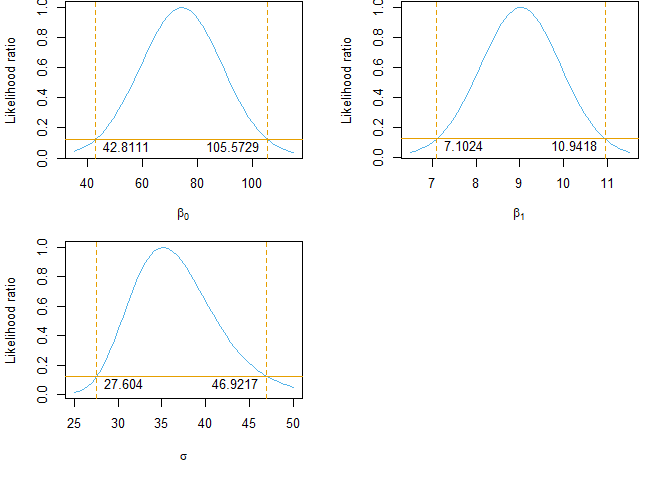 Likelihood ratio
0.0 0.2 0.4 0.6 0.8 1.0
42.8111 105.5729
40 60 80 100
β0
Likelihood ratio
0.0 0.2 0.4 0.6 0.8 1.0
7.1024 10.9418
7 8 9 10 11
β1
Likelihood ratio
0.0 0.2 0.4 0.6 0.8 1.0
27.604 46.9217
25 30 35 40 45 50
σ